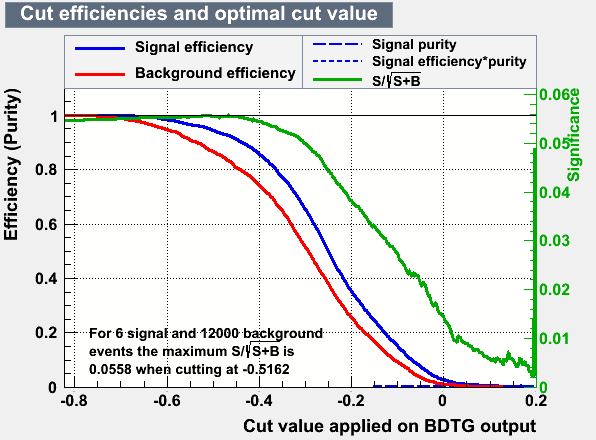 Cut efficiencies and optimal cut value
Signal efficiency
Background efficiency
Signal purity
Signal efficiency*purity
S/√S+B
Efficiency (Purity)
Significance
1
0.8
0.6
0.4
0.2
0
0.06
0.05
0.04
0.03
0.02
0.01
0
For 6 signal and 12000 background
events the maximum S/√S+B is
0.0558 when cutting at -0.5162
-0.8 -0.6 -0.4 -0.2 0 0.2
Cut value applied on BDTG output